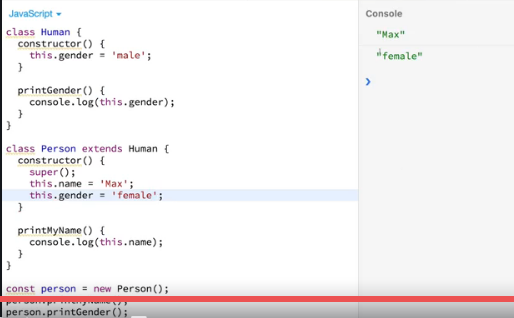 JavaScript
class Human {
constructor() {
this.gender = 'male';
}
printGender() {
console.log(this.gender);
}
}
class Person extends Human {
constructor() {
super();
this.name = 'Max';
this.gender = 'female';
}
printMyName() {
console.log(this.name);
}
}
const person = new Person();
person.printMyName();
person.printGender();
Console
"Max"
"female"